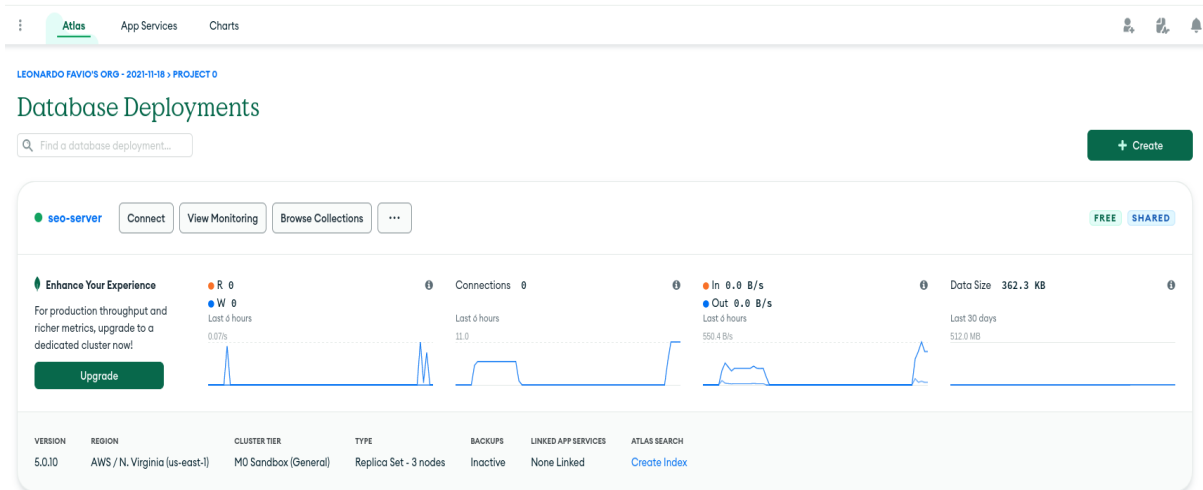 Atlas App Services Charts
LEONARDO FAVIO'S ORG - 2021-11-18 > PROJECT 0
Database Deployments
Find a database deployment...
+ Create
seo-server Connect View Monitoring Browse Collections ... FREE SHARED
Enhance Your Experience
For production throughput and
richer metrics, upgrade to a
dedicated cluster now!
Upgrade
R 0
W 0
Last 6 hours
0.07/s
Connections 0
Last 6 hours
11.0
In 0.0 B/s
Out 0.0 B/s
Last 6 hours
550.4 B/s
Data Size 362.3 KB
Last 30 days
512.0 MB
VERSION REGION CLUSTER TIER TYPE BACKUPS LINKED APP SERVICES ATLAS SEARCH
5.0.10 AWS / N. Virginia (us-east-1) M0 Sandbox (General) Replica Set - 3 nodes Inactive None Linked Create Index